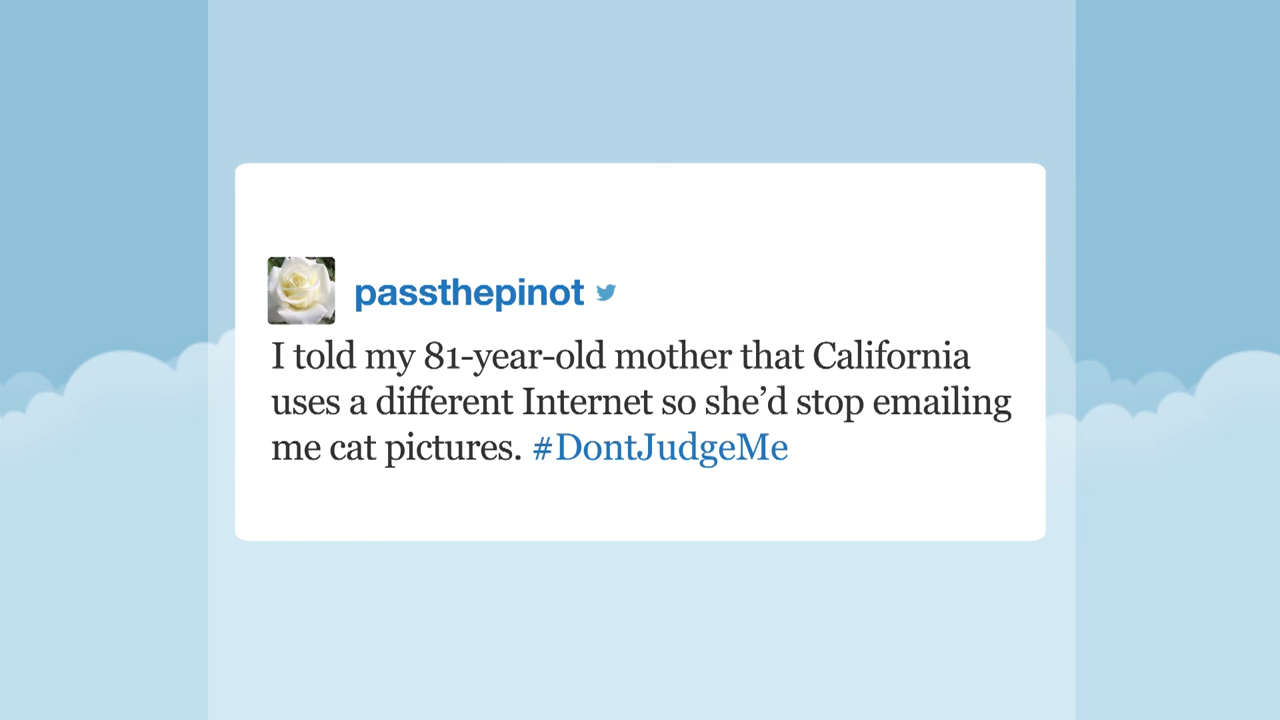 passthepinot
I told my 81-year-old mother that California
uses a different Internet so she’d stop emailing
me cat pictures. #DontJudgeMe